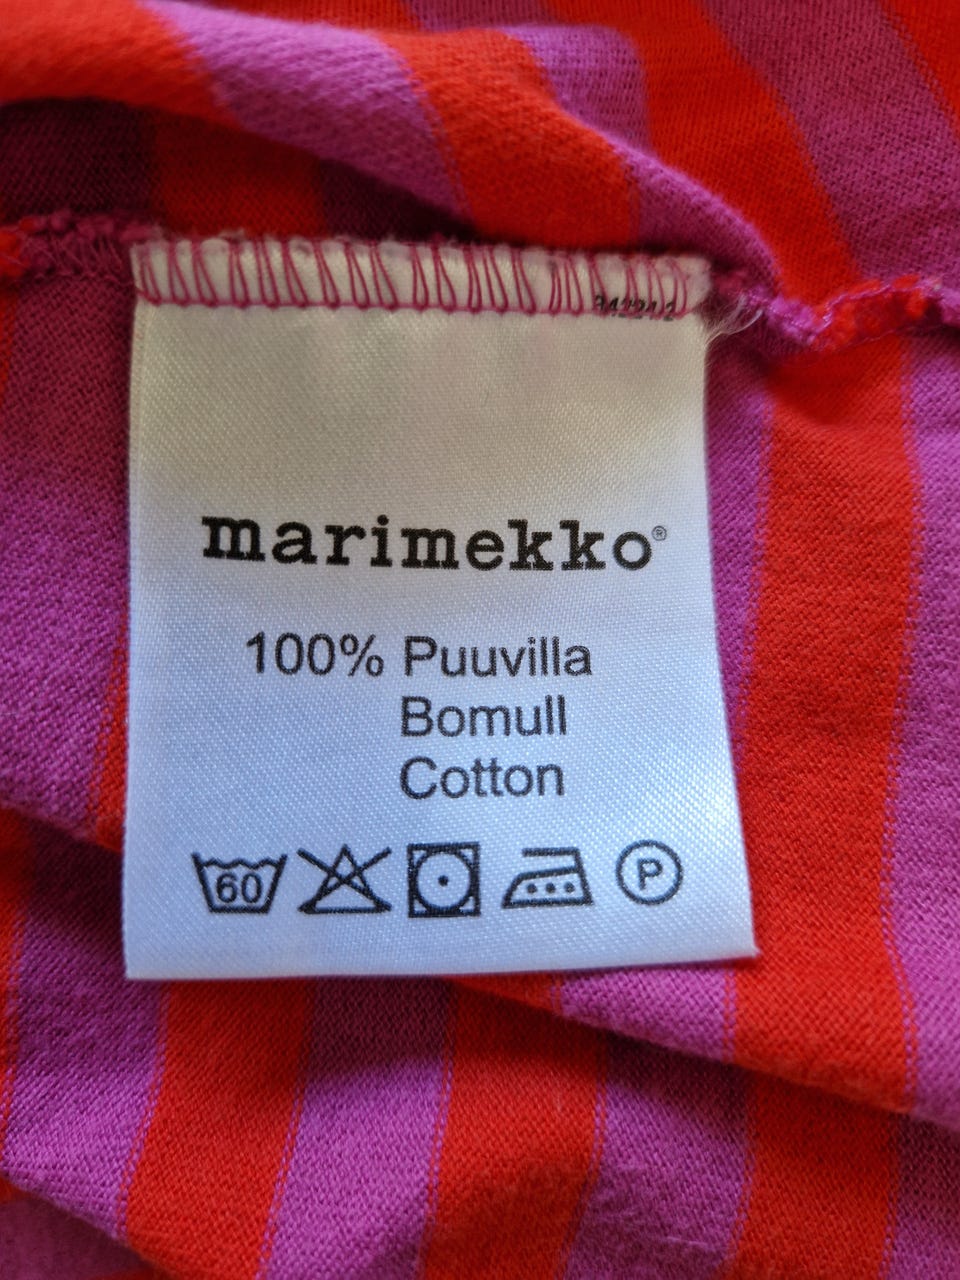 marimekko®
100% Puuvilla
Bomull
Cotton
60 P